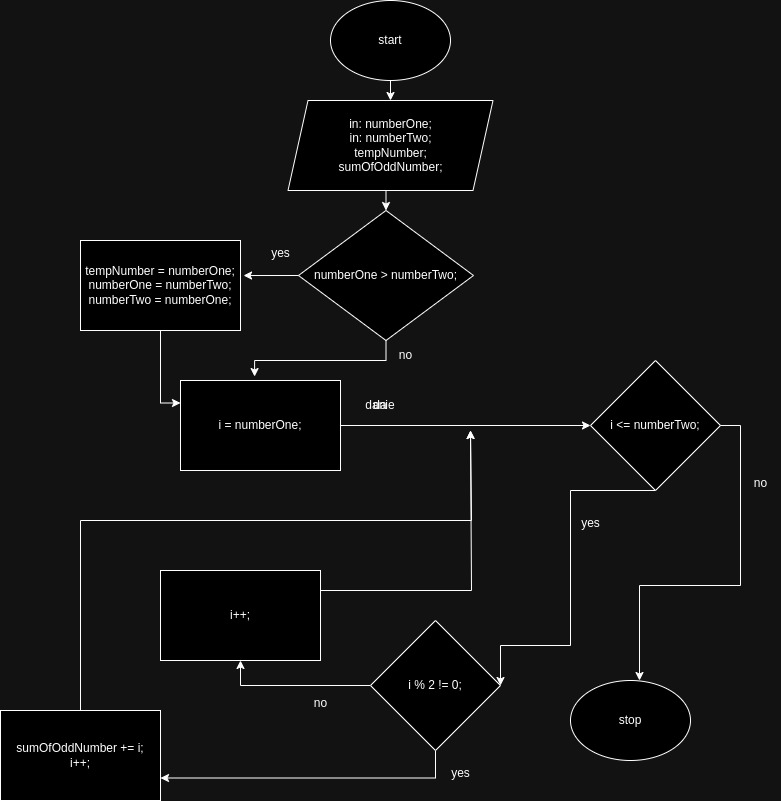 start
in: numberOne;
in: numberTwo;
tempNumber;
sumOfOddNumber;
numberOne > numberTwo;
yes
tempNumber = numberOne;
numberOne = numberTwo;
numberTwo = numberOne;
no
i = numberOne;
i <= numberTwo;
no
yes
i++;
i % 2 != 0;
no
stop
sumOfOddNumber += i;
i++;
yes